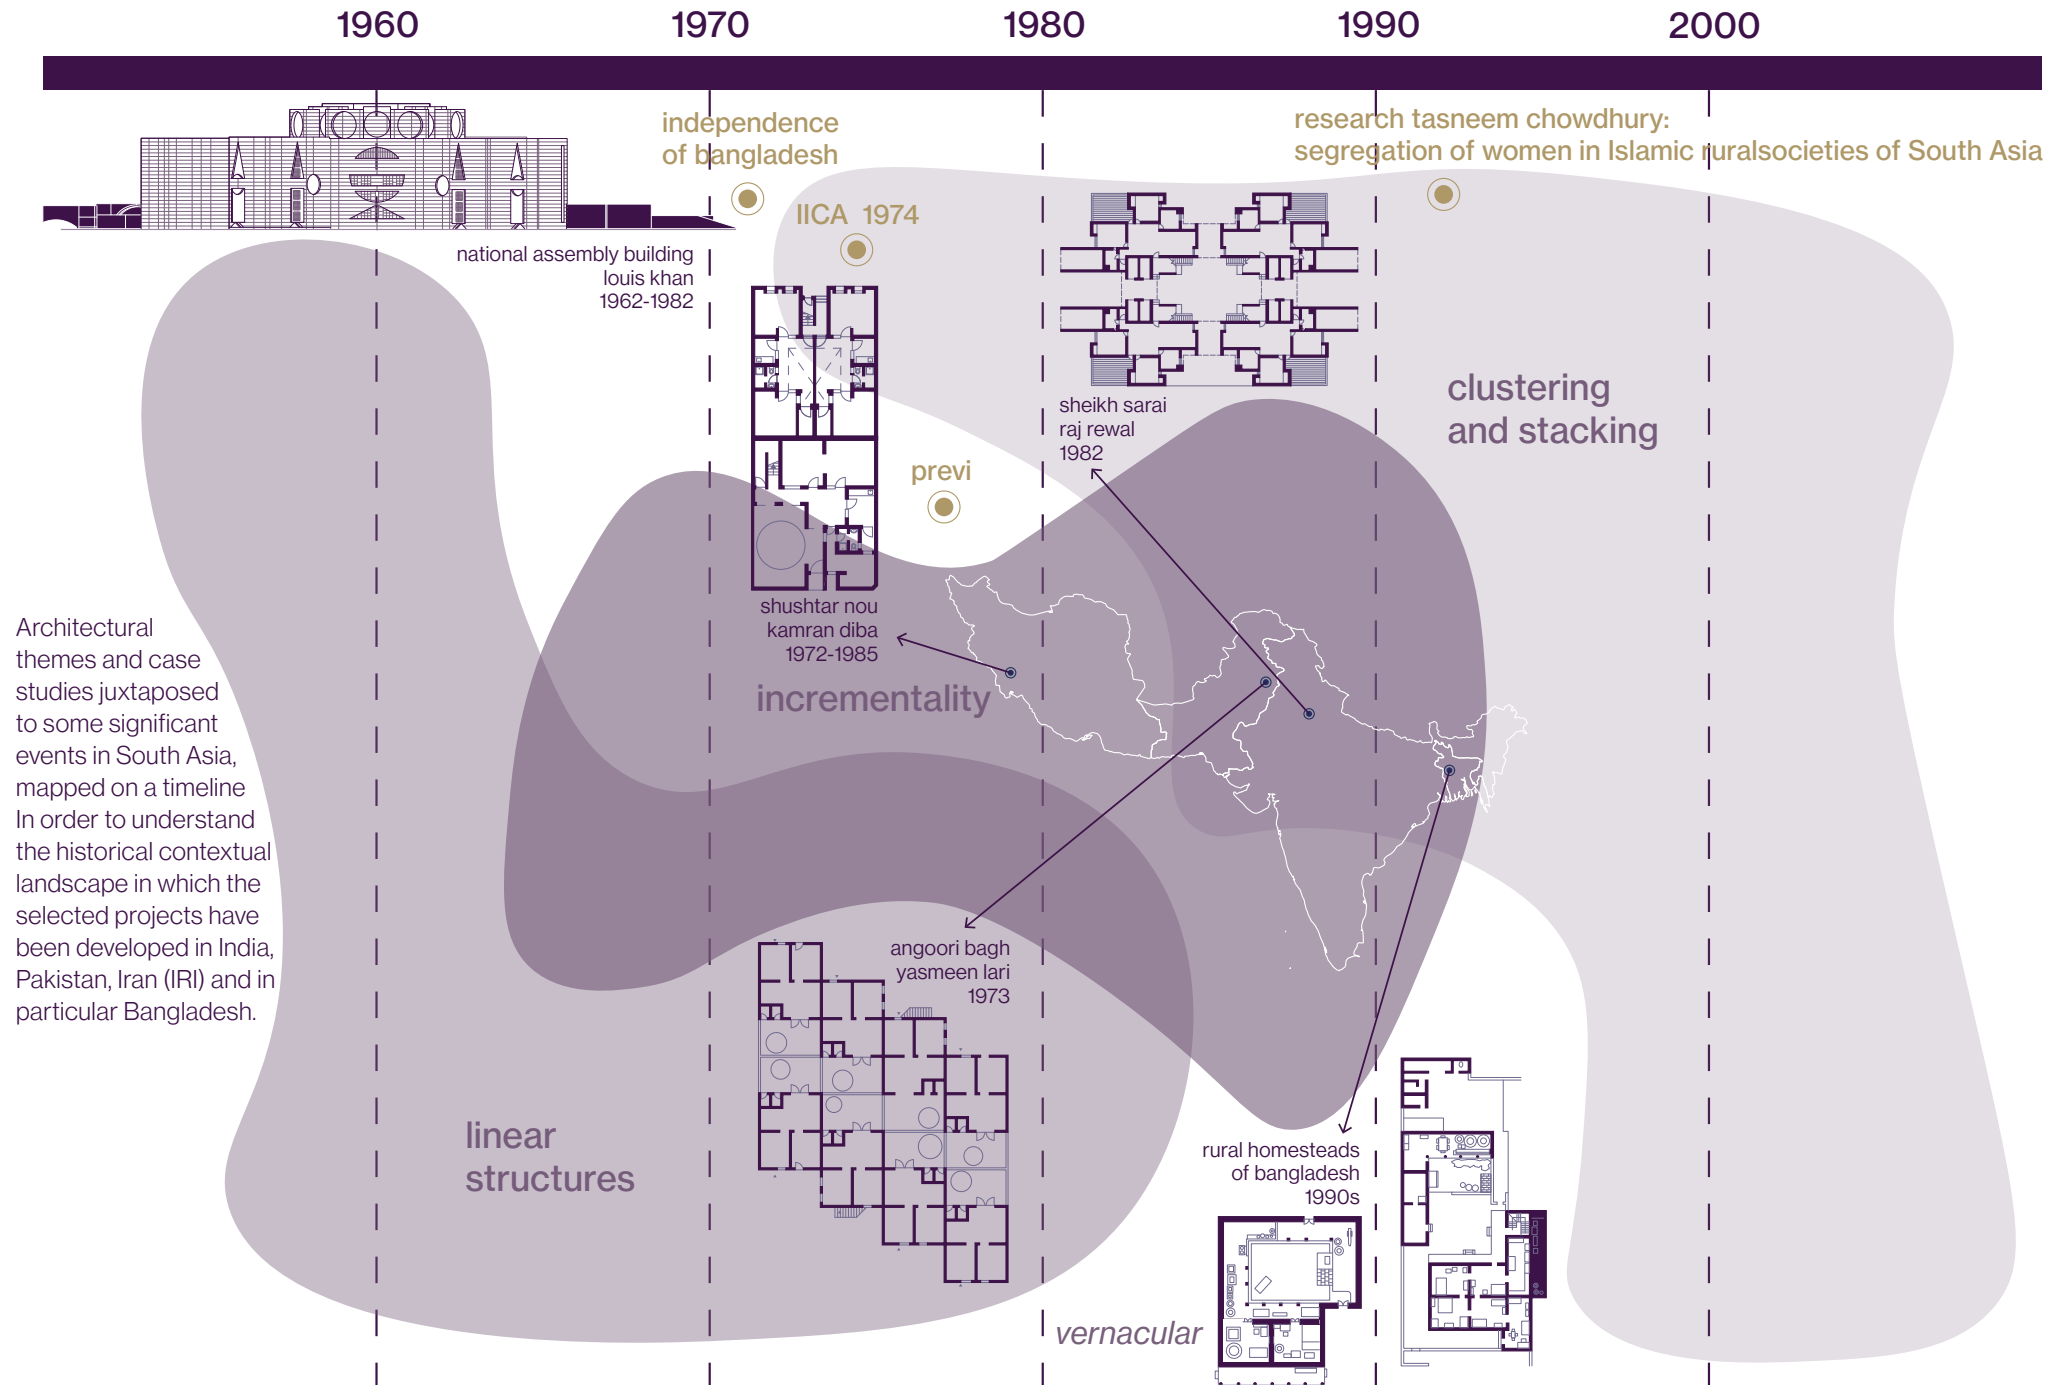 1960
1970
1980
1990
2000
independence
of bangladesh
research tasneem chowdhury:
segregation of women in Islamic ruralsocieties of South Asia
IICA 1974
national assembly building
louis khan
1962-1982
sheikh sarai
raj rewal
1982
clustering
and stacking
previ
shushtar nou
kamran diba
1972-1985
incrementality
Architectural
themes and case
studies juxtaposed
to some significant
events in South Asia,
mapped on a timeline
In order to understand
the historical contextual
landscape in which the
selected projects have
been developed in India,
Pakistan, Iran (IRI) and in
particular Bangladesh.
angoori bagh
yasmeen lari
1973
linear
structures
rural homesteads
of bangladesh
1990s
vernacular